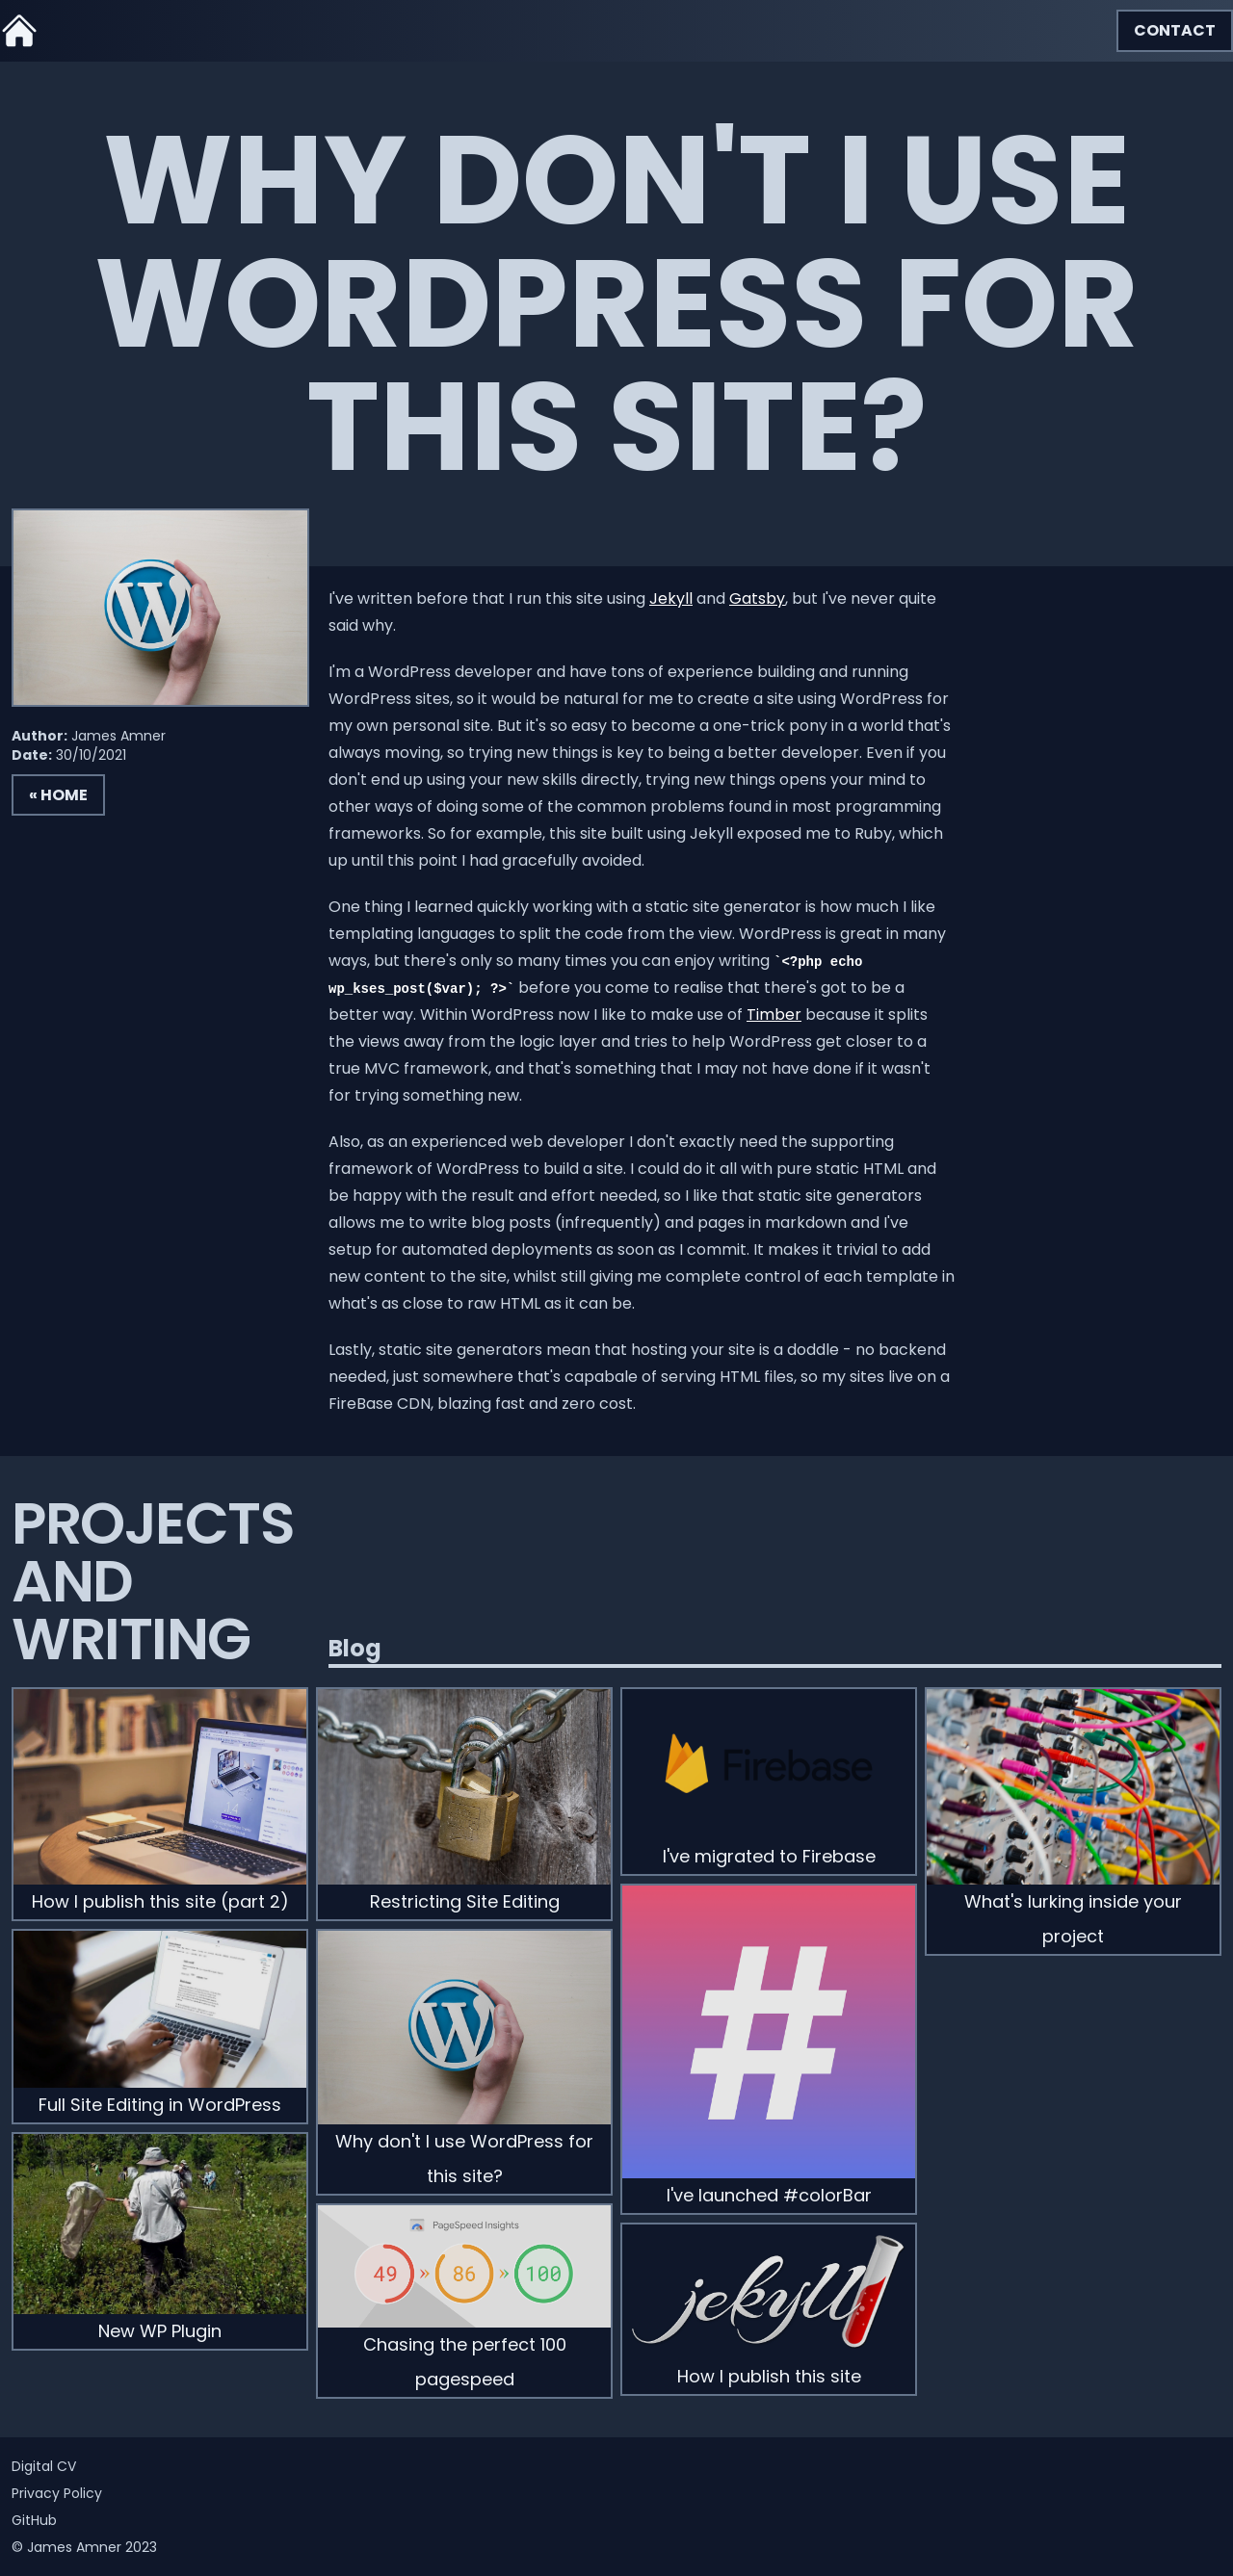 CONTACT
WHY DON'T I USE
WORDPRESS FOR
THIS SITE?
I've written before that I run this site using Jekyll and Gatsby, but I've never quite
said why.
I'm a WordPress developer and have tons of experience building and running
WordPress sites, so it would be natural for me to create a site using WordPress for
my own personal site. But it's so easy to become a one-trick pony in a world that's
always moving, so trying new things is key to being a better developer. Even if you
don't end up using your new skills directly, trying new things opens your mind to
other ways of doing some of the common problems found in most programming
frameworks. So for example, this site built using Jekyll exposed me to Ruby, which
up until this point I had gracefully avoided.
One thing I learned quickly working with a static site generator is how much I like
templating languages to split the code from the view. WordPress is great in many
ways, but there's only so many times you can enjoy writing `<?php echo
wp_kses_post($var); ?>` before you come to realise that there's got to be a
better way. Within WordPress now I like to make use of Timber because it splits
the views away from the logic layer and tries to help WordPress get closer to a
true MVC framework, and that's something that I may not have done if it wasn't
for trying something new.
Also, as an experienced web developer I don't exactly need the supporting
framework of WordPress to build a site. I could do it all with pure static HTML and
be happy with the result and effort needed, so I like that static site generators
allows me to write blog posts (infrequently) and pages in markdown and I've
setup for automated deployments as soon as I commit. It makes it trivial to add
new content to the site, whilst still giving me complete control of each template in
what's as close to raw HTML as it can be.
Lastly, static site generators mean that hosting your site is a doddle - no backend
needed, just somewhere that's capabale of serving HTML files, so my sites live on a
FireBase CDN, blazing fast and zero cost.
W
Author: James Amner
Date: 30/10/2021
« HOME
PROJECTS
AND
WRITING
Blog
How I publish this site (part 2)
Full Site Editing in WordPress
New WP Plugin
Restricting Site Editing
W
Why don't I use WordPress for
this site?
PageSpeed Insights
49 » 86 » 100
Chasing the perfect 100
pagespeed
Firebase
I've migrated to Firebase
#
I've launched #colorBar
jekyll
How I publish this site
What's lurking inside your
project
Digital CV
Privacy Policy
GitHub
© James Amner 2023